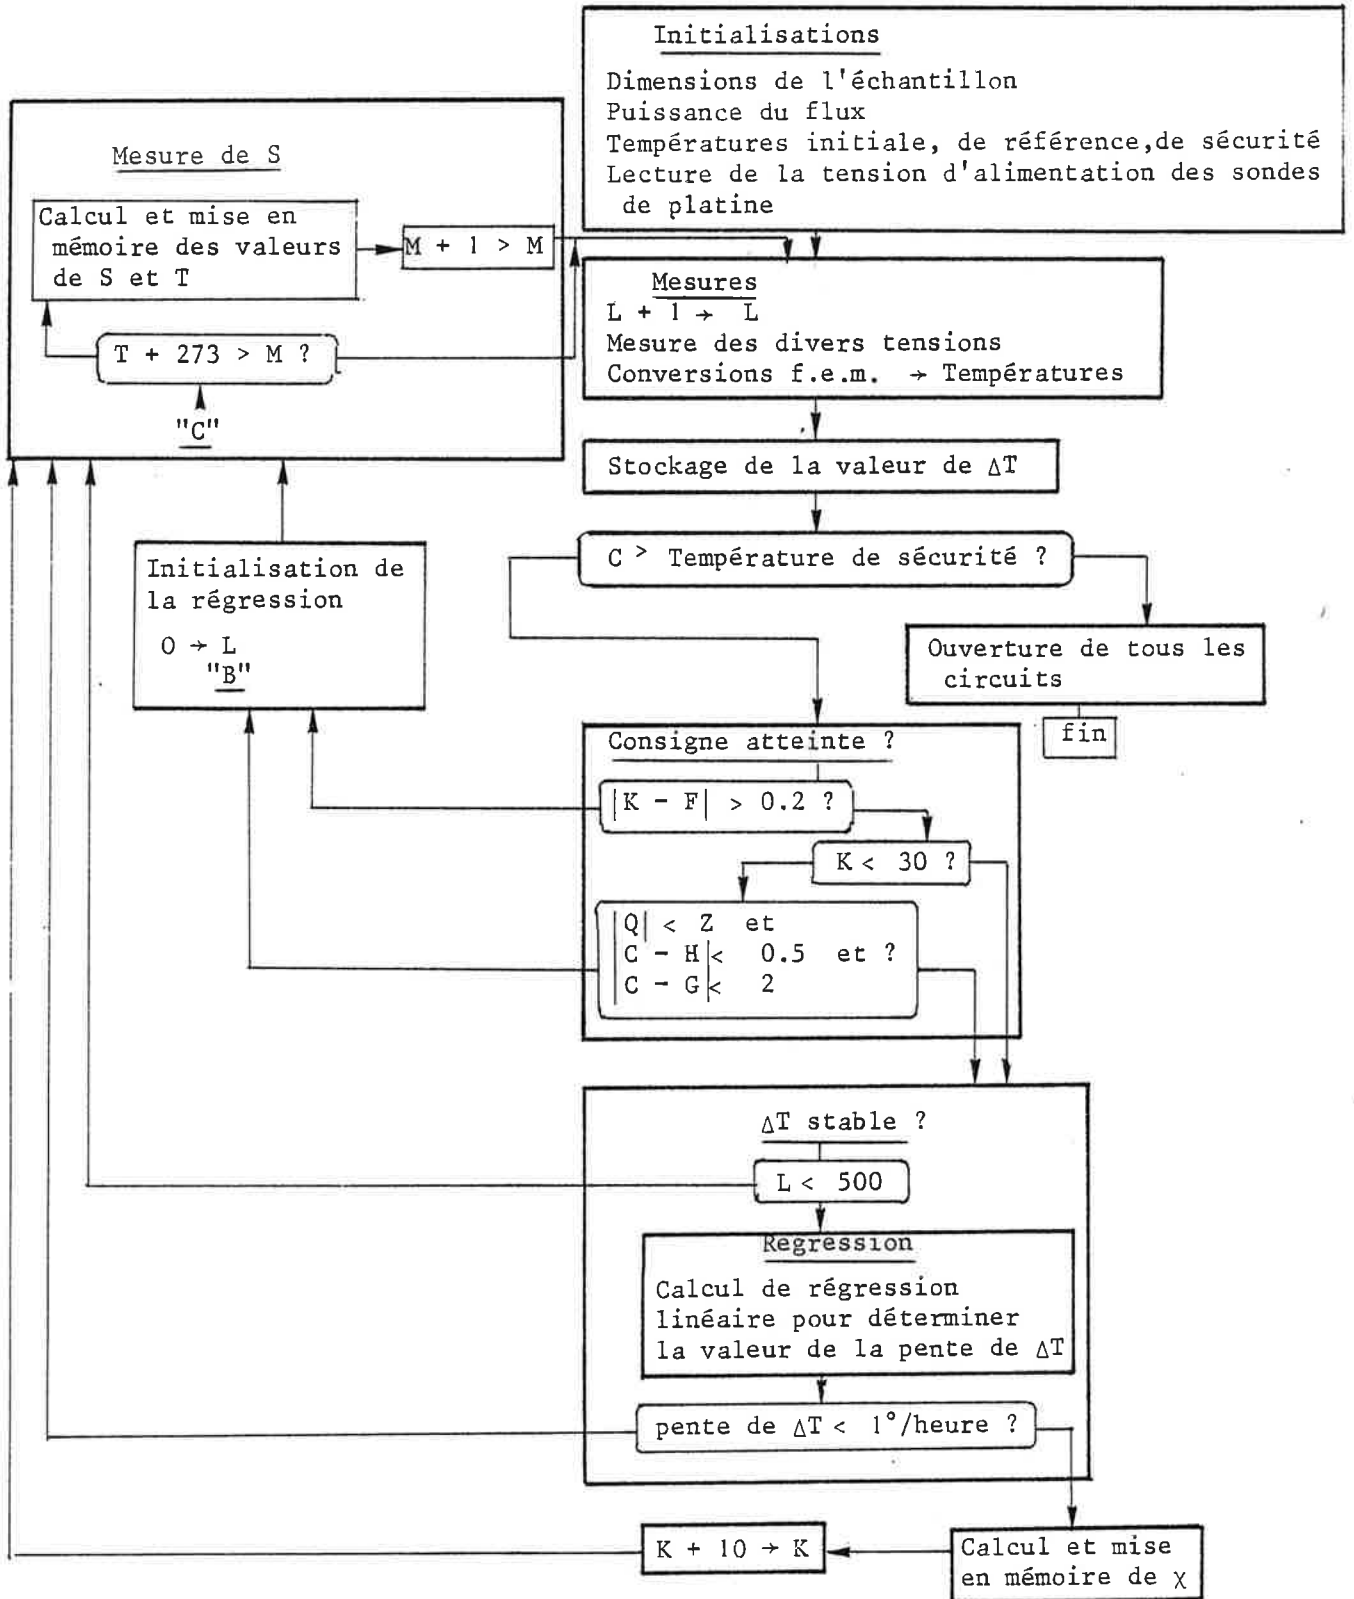 Initialisations
Dimensions de l'échantillon
Puissance du flux
Températures initiale, de référence,de sécurité
Lecture de la tension d'alimentation des sondes
de platine
Mesure de S
Calcul et mise en
mémoire des valeurs
de S et T
M + 1 > M
T + 273 > M ?
"C"
Mesures
L + 1 → L
Mesure des divers tensions
Conversions f.e.m. → Températures
Stockage de la valeur de ΔT
C > Température de sécurité ?
Initialisation de
la régression
O → L
"B"
Ouverture de tous les
circuits
fin
Consigne atteinte ?
|K - F| > 0.2 ?
K < 30 ?
|Q| < Z et
|C - H|< 0.5 et ?
|C - G|< 2
ΔT stable ?
L < 500
Regression
Calcul de régression
linéaire pour déterminer
la valeur de la pente de ΔT
pente de ΔT < 1°/heure ?
K + 10 → K
Calcul et mise
en mémoire de χ